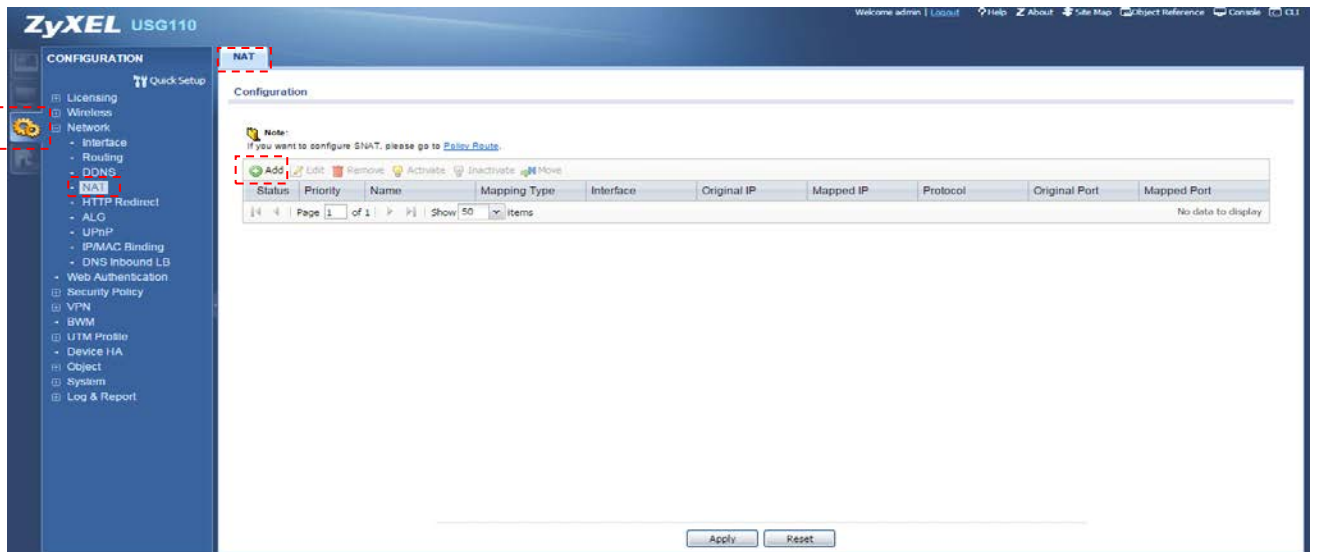 ZyXEL USG110
Welcome admin | Logout ?Help Z About Site Map Object Reference Console CLI
CONFIGURATION
Quick Setup
Licensing
Wireless
Network
Interface
Routing
DDNS
NAT
HTTP Redirect
ALG
UPnP
IP/MAC Binding
DNS Inbound LB
Web Authentication
Security Policy
VPN
BWM
UTM Profile
Device HA
Object
System
Log & Report
NAT
Configuration
Note:
If you want to configure SNAT, please go to Policy Route.
Add Edit Remove Activate Inactivate Move
Status Priority Name Mapping Type Interface Original IP Mapped IP Protocol Original Port Mapped Port
Page 1 of 1 Show 50 items No data to display
Apply Reset